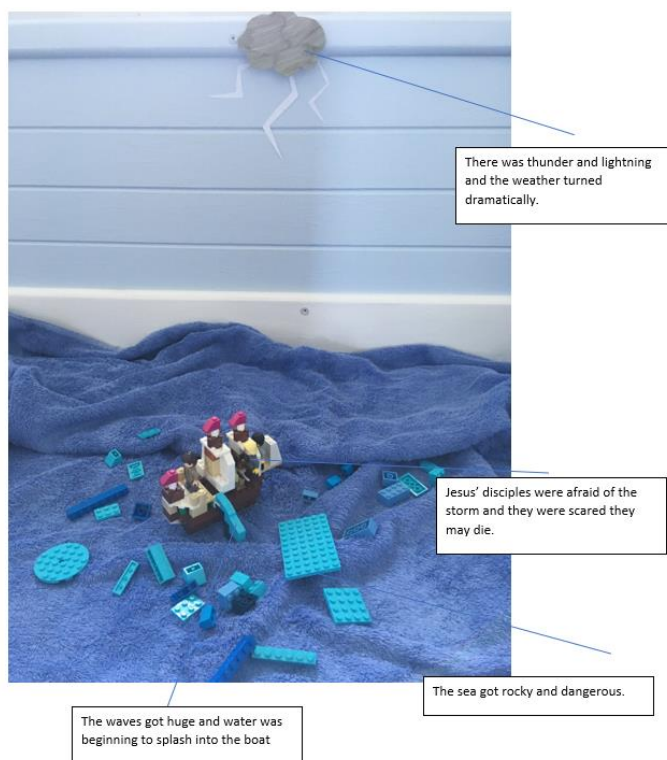 There was thunder and lightning
and the weather turned
dramatically.
Jesus’ disciples were afraid of the
storm and they were scared they
may die.
The sea got rocky and dangerous.
The waves got huge and water was
beginning to splash into the boat